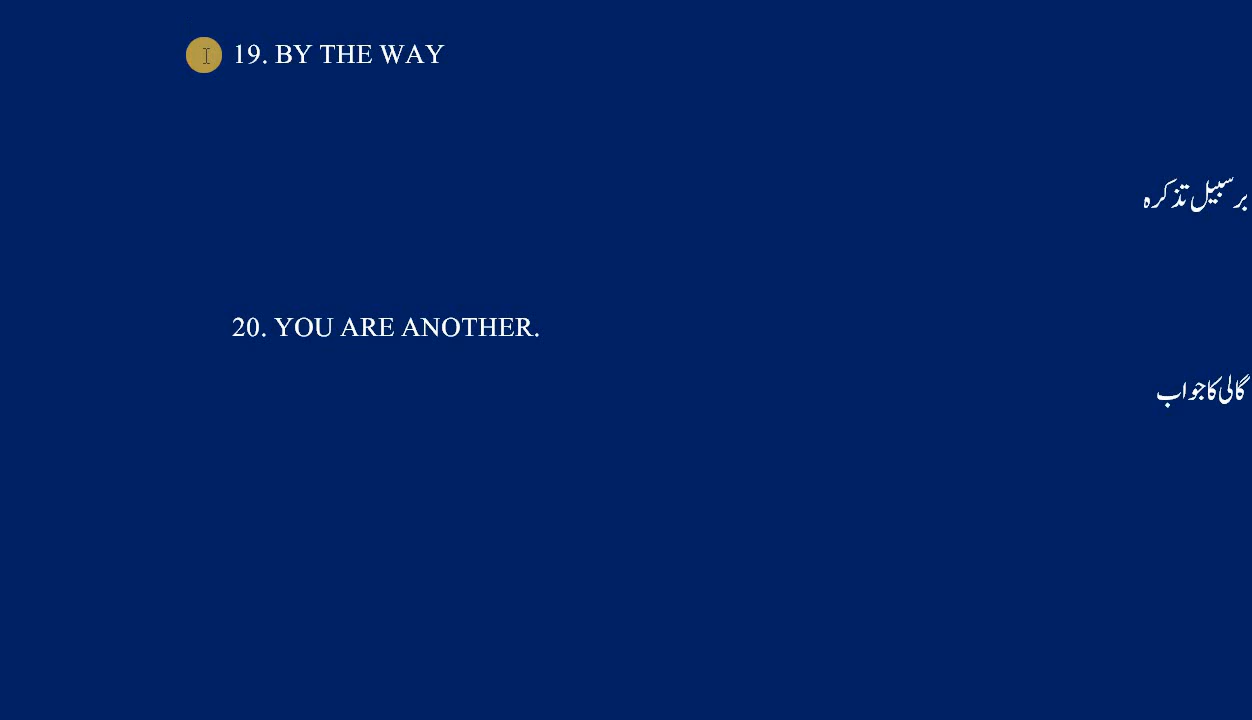 19. BY THE WAY
برسبیل تذکرہ
20. YOU ARE ANOTHER.
گالی کا جواب